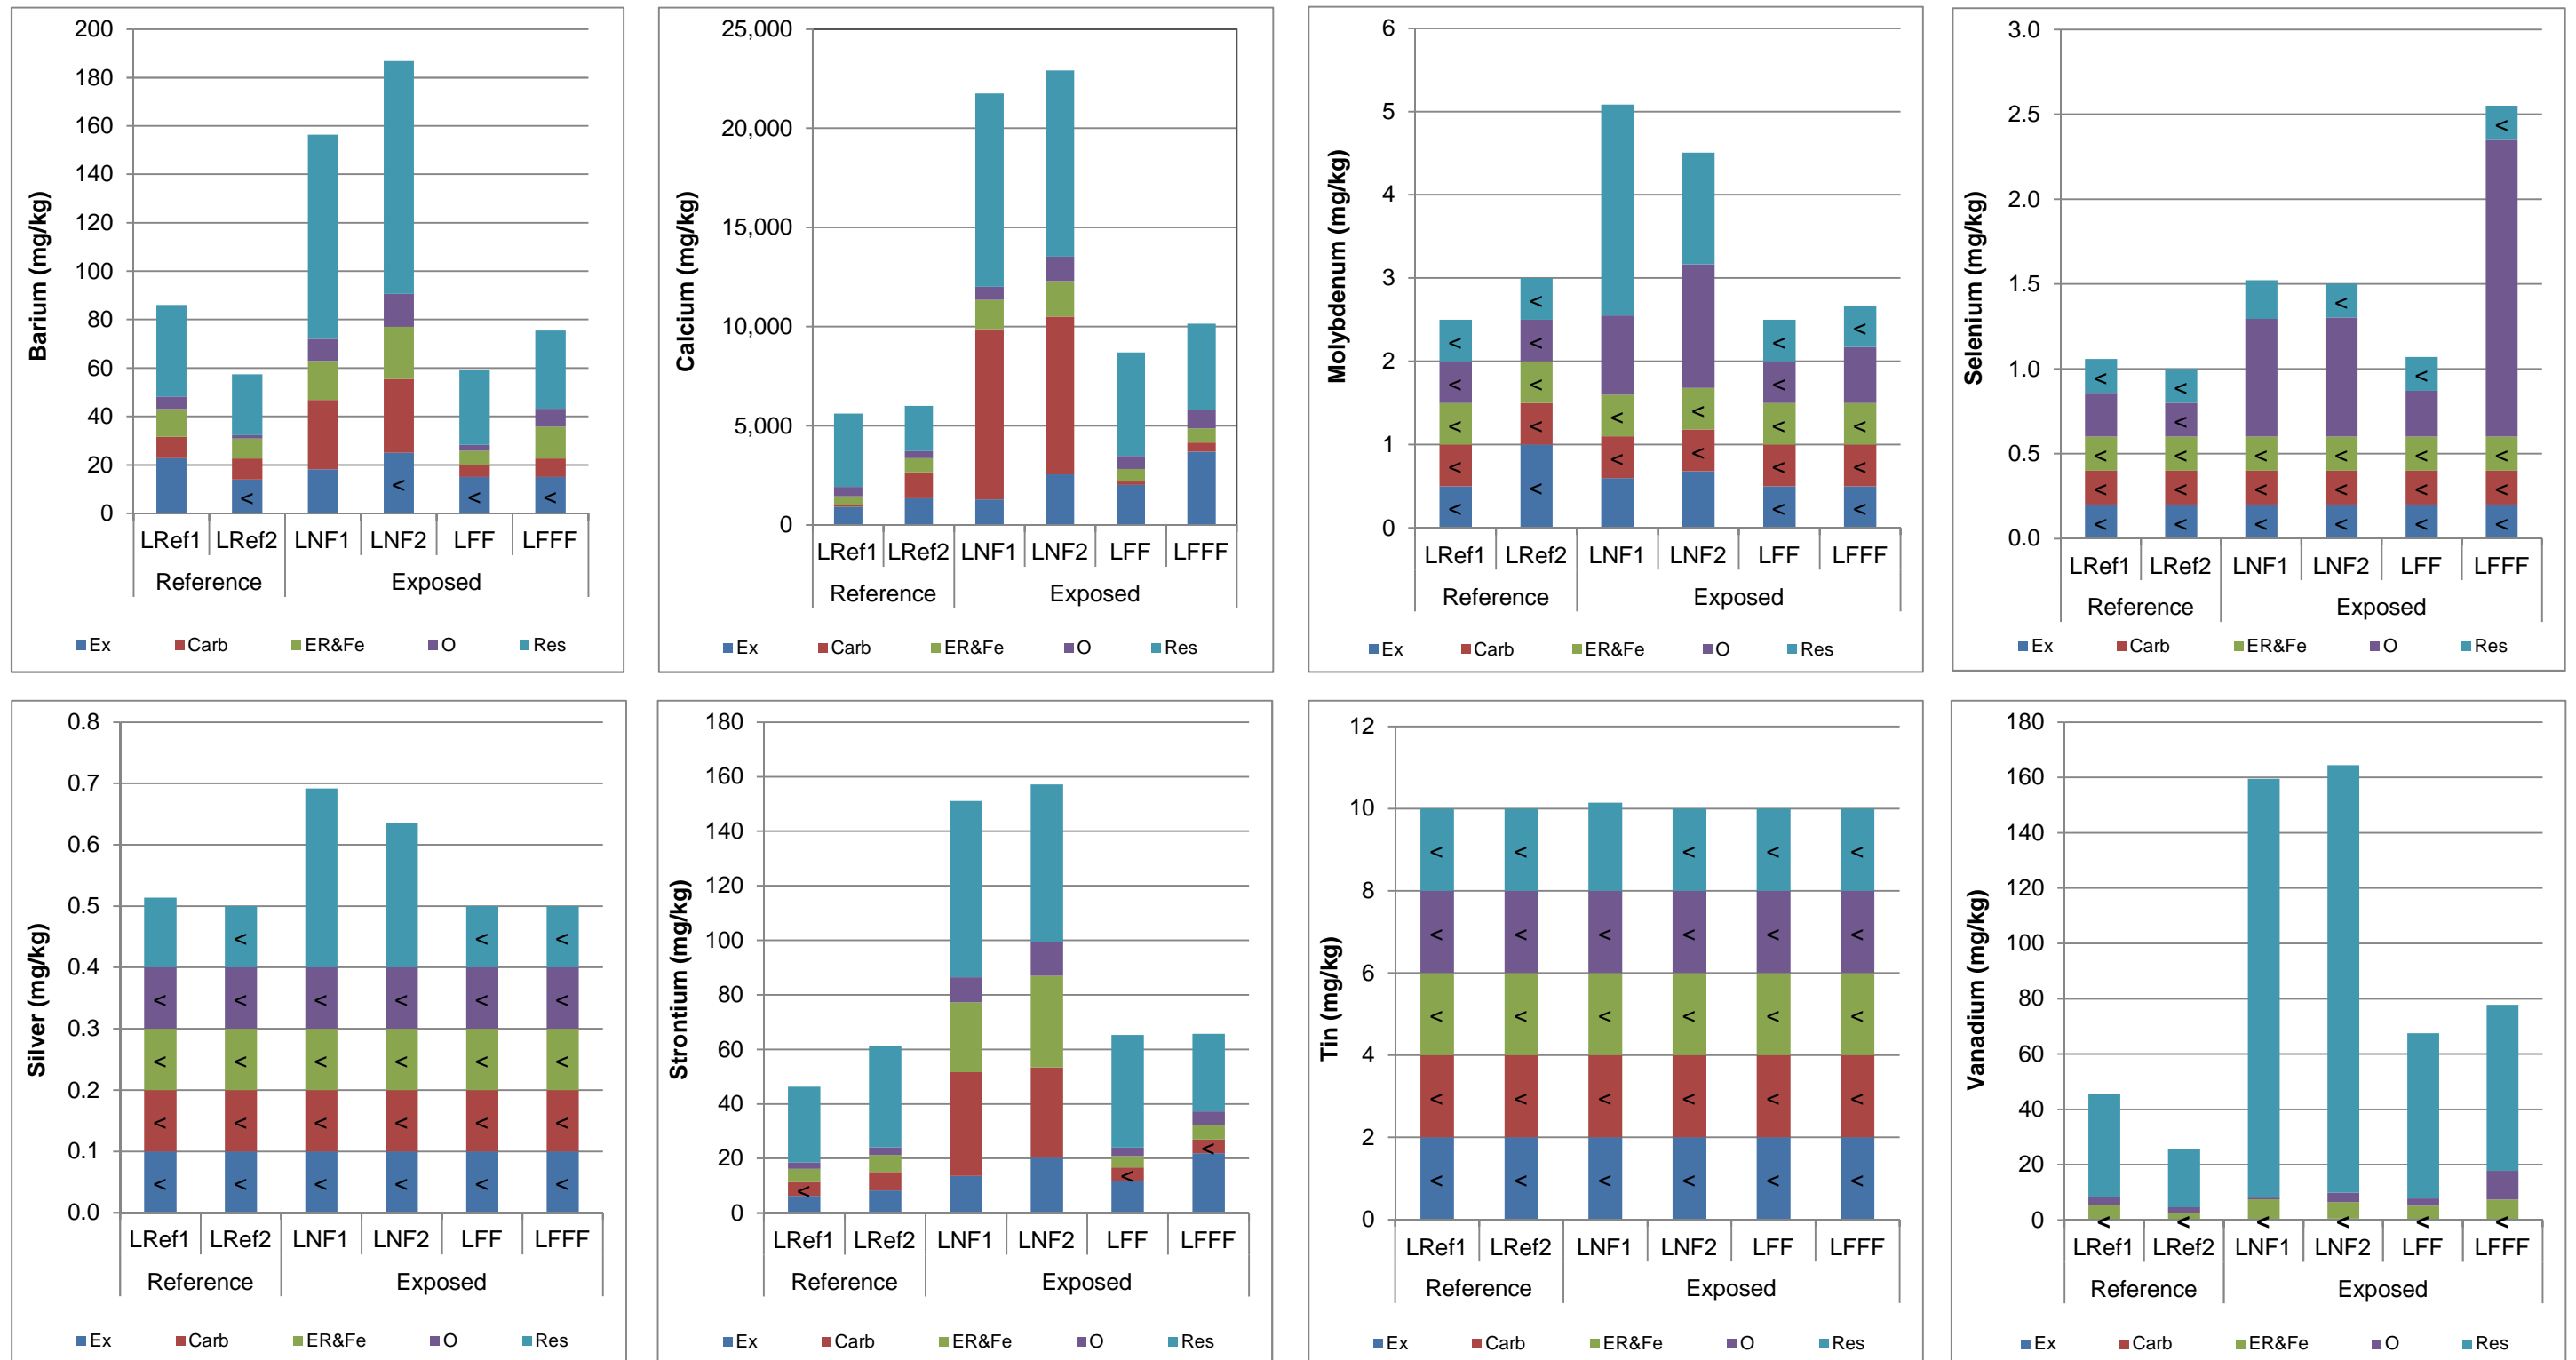 Barium (mg/kg)
200
180
160
140
120
100
80
60
40
20
0
< < < <
LRef1 LRef2 LNF1 LNF2 LFF LFFF
Reference Exposed
Ex Carb ER&Fe O Res
Calcium (mg/kg)
25,000
20,000
15,000
10,000
5,000
0
LRef1 LRef2 LNF1 LNF2 LFF LFFF
Reference Exposed
Ex Carb ER&Fe O Res
Molybdenum (mg/kg)
6
5
4
3
2
1
0
< < < <
< < < 
< < < < < <
< < < < < <
< < < <
LRef1 LRef2 LNF1 LNF2 LFF LFFF
Reference Exposed
Ex Carb ER&Fe O Res
Selenium (mg/kg)
3.0
2.5
2.0
1.5
1.0
0.5
0.0
< < < < <
<
< < < < < <
< < < < < <
< < < < < <
LRef1 LRef2 LNF1 LNF2 LFF LFFF
Reference Exposed
Ex Carb ER&Fe O Res
Silver (mg/kg)
0.8
0.7
0.6
0.5
0.4
0.3
0.2
0.1
0.0
< < <
< < < < < <
< < < < < <
< < < < < <
< < < < < <
LRef1 LRef2 LNF1 LNF2 LFF LFFF
Reference Exposed
Ex Carb ER&Fe O Res
Strontium (mg/kg)
180
160
140
120
100
80
60
40
20
0
< < <
LRef1 LRef2 LNF1 LNF2 LFF LFFF
Reference Exposed
Ex Carb ER&Fe O Res
Tin (mg/kg)
12
10
8
6
4
2
0
< < < < <
< < < < < <
< < < < < <
< < < < < <
< < < < < <
LRef1 LRef2 LNF1 LNF2 LFF LFFF
Reference Exposed
Ex Carb ER&Fe O Res
Vanadium (mg/kg)
180
160
140
120
100
80
60
40
20
0
< < < < < <
LRef1 LRef2 LNF1 LNF2 LFF LFFF
Reference Exposed
Ex Carb ER&Fe O Res